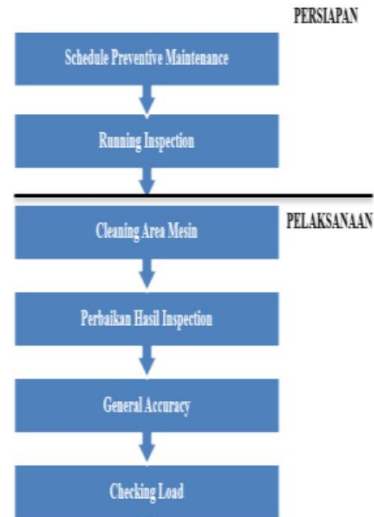 PERSIAPAN
Schedule Preventive Maintenance
Running Inspection
PELAKSANAAN
Cleaning Area Mesin
Perbaikan Hasil Inspection
General Accuracy
Checking Load